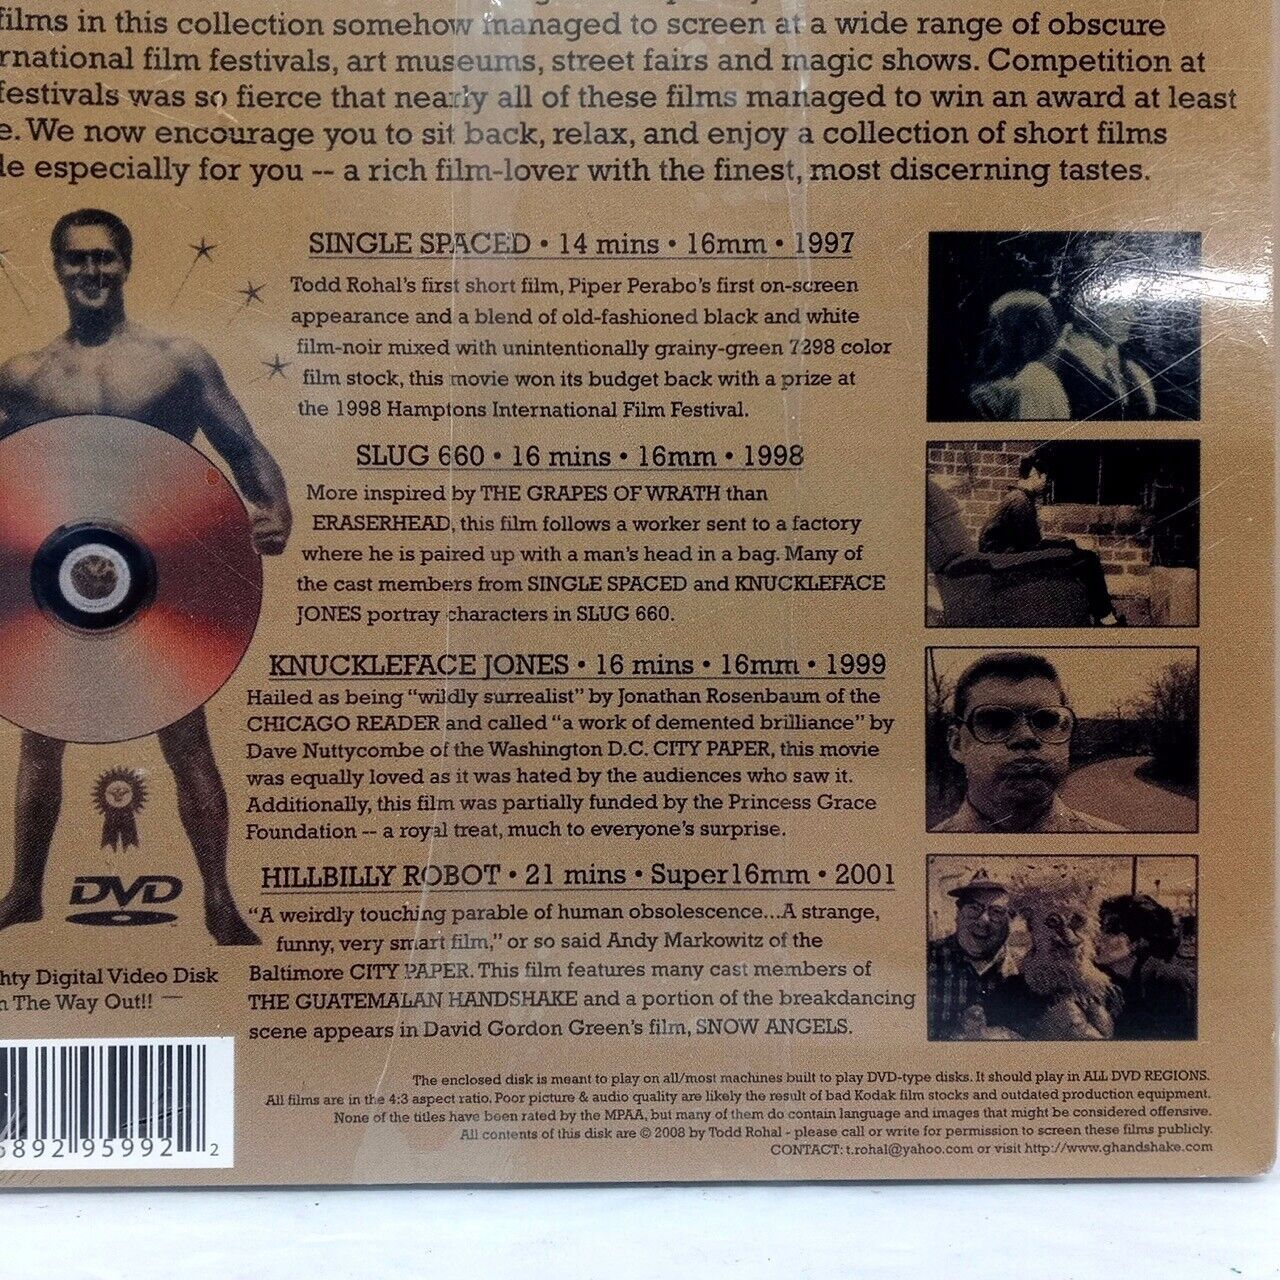 films in this collection somehow managed to screen at a wide range of obscure
rnational film festivals, art museums, street fairs and magic shows. Competition at
festivals was so fierce that nearly all of these films managed to win an award at least
e. We now encourage you to sit back, relax, and enjoy a collection of short films
le especially for you -- a rich film-lover with the finest, most discerning tastes.
SINGLE SPACED • 14 mins • 16mm • 1997
Todd Rohal's first short film, Piper Perabo's first on-screen
appearance and a blend of old-fashioned black and white
film-noir mixed with unintentionally grainy-green 7298 color
film stock, this movie won its budget back with a prize at
the 1998 Hamptons International Film Festival.
SLUG 660 • 16 mins • 16mm • 1998
More inspired by THE GRAPES OF WRATH than
ERASERHEAD, this film follows a worker sent to a factory
where he is paired up with a man's head in a bag. Many of
the cast members from SINGLE SPACED and KNUCKLEFACE
JONES portray characters in SLUG 660.
KNUCKLEFACE JONES • 16 mins • 16mm • 1999
Hailed as being "wildly surrealist" by Jonathan Rosenbaum of the
CHICAGO READER and called "a work of demented brilliance" by
Dave Nuttycombe of the Washington D.C. CITY PAPER, this movie
was equally loved as it was hated by the audiences who saw it.
Additionally, this film was partially funded by the Princess Grace
Foundation -- a royal treat, much to everyone's surprise.
HILLBILLY ROBOT • 21 mins • Super16mm • 2001
"A weirdly touching parable of human obsolescence...A strange,
funny, very smart film," or so said Andy Markowitz of the
Baltimore CITY PAPER. This film features many cast members of
THE GUATEMALAN HANDSHAKE and a portion of the breakdancing
scene appears in David Gordon Green's film, SNOW ANGELS.
DVD
hty Digital Video Disk
n The Way Out!! —
892 95992 2
The enclosed disk is meant to play on all/most machines built to play DVD-type disks. It should play in ALL DVD REGIONS.
All films are in the 4:3 aspect ratio. Poor picture & audio quality are likely the result of bad Kodak film stocks and outdated production equipment.
None of the titles have been rated by the MPAA, but many of them do contain language and images that might be considered offensive.
All contents of this disk are © 2008 by Todd Rohal - please call or write for permission to screen these films publicly.
CONTACT: t.rohal@yahoo.com or visit http://www.ghandshake.com